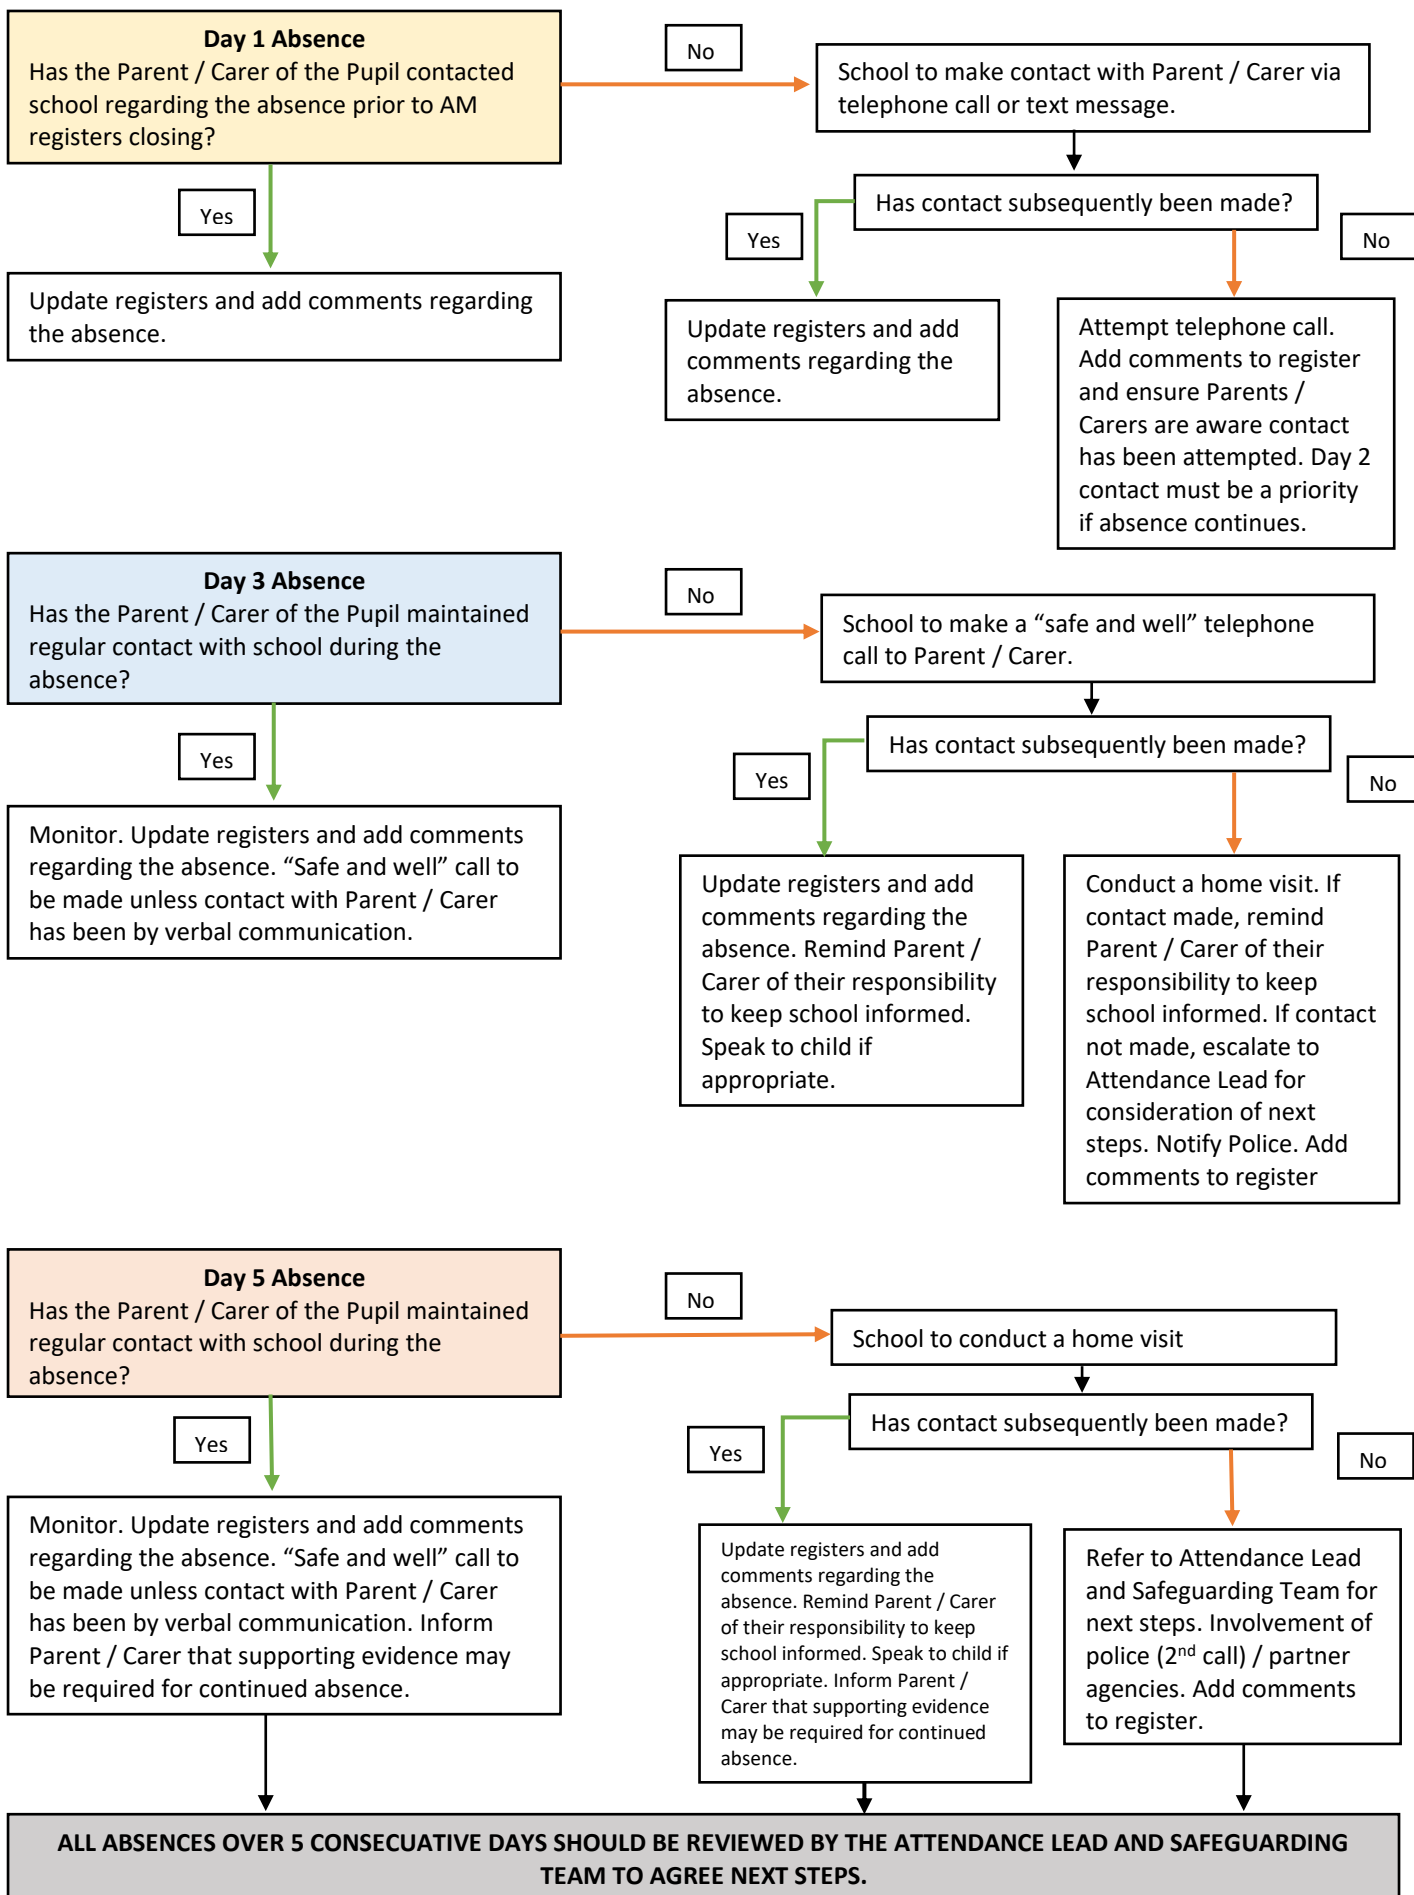 Day 1 Absence
Has the Parent / Carer of the Pupil contacted
school regarding the absence prior to AM
registers closing?
No
School to make contact with Parent / Carer via
telephone call or text message.
Yes
Update registers and add comments regarding
the absence.
Has contact subsequently been made?
Yes
No
Update registers and add
comments regarding the
absence.
Attempt telephone call.
Add comments to register
and ensure Parents /
Carers are aware contact
has been attempted. Day 2
contact must be a priority
if absence continues.
Day 3 Absence
Has the Parent / Carer of the Pupil maintained
regular contact with school during the
absence?
No
School to make a “safe and well” telephone
call to Parent / Carer.
Yes
Monitor. Update registers and add comments
regarding the absence. “Safe and well” call to
be made unless contact with Parent / Carer
has been by verbal communication.
Has contact subsequently been made?
Yes
No
Update registers and add
comments regarding the
absence. Remind Parent /
Carer of their responsibility
to keep school informed.
Speak to child if
appropriate.
Conduct a home visit. If
contact made, remind
Parent / Carer of their
responsibility to keep
school informed. If contact
not made, escalate to
Attendance Lead for
consideration of next
steps. Notify Police. Add
comments to register
Day 5 Absence
Has the Parent / Carer of the Pupil maintained
regular contact with school during the
absence?
No
School to conduct a home visit
Yes
Monitor. Update registers and add comments
regarding the absence. “Safe and well” call to
be made unless contact with Parent / Carer
has been by verbal communication. Inform
Parent / Carer that supporting evidence may
be required for continued absence.
Has contact subsequently been made?
Yes
No
Update registers and add
comments regarding the
absence. Remind Parent / Carer
of their responsibility to keep
school informed. Speak to child if
appropriate. Inform Parent /
Carer that supporting evidence
may be required for continued
absence.
Refer to Attendance Lead
and Safeguarding Team for
next steps. Involvement of
police (2nd call) / partner
agencies. Add comments
to register.
ALL ABSENCES OVER 5 CONSECUATIVE DAYS SHOULD BE REVIEWED BY THE ATTENDANCE LEAD AND SAFEGUARDING
TEAM TO AGREE NEXT STEPS.